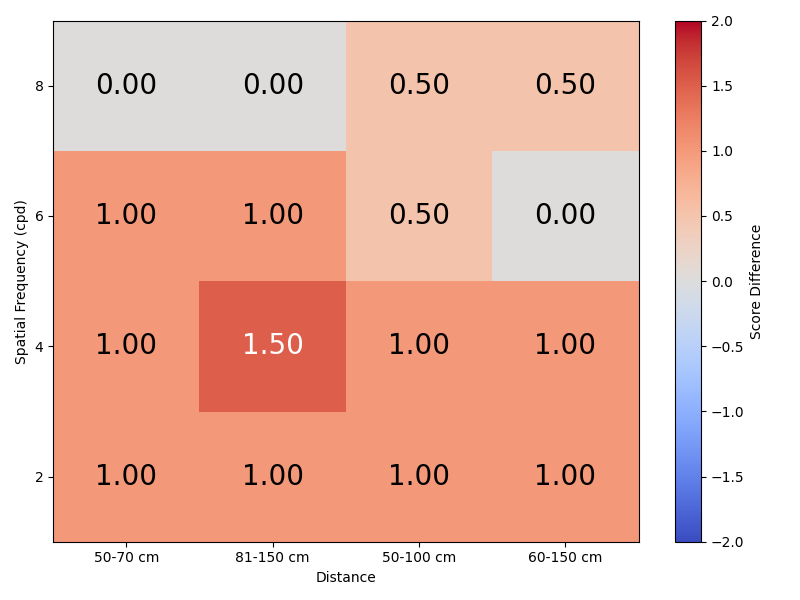 8
0.00 0.00 0.50 0.50
6
1.00 1.00 0.50 0.00
4
1.00 1.50 1.00 1.00
2
1.00 1.00 1.00 1.00
50-70 cm 81-150 cm 50-100 cm 60-150 cm
Distance
Spatial Frequency (cpd)
2.0
1.5
1.0
0.5
0.0
−0.5
−1.0
−1.5
−2.0
Score Difference